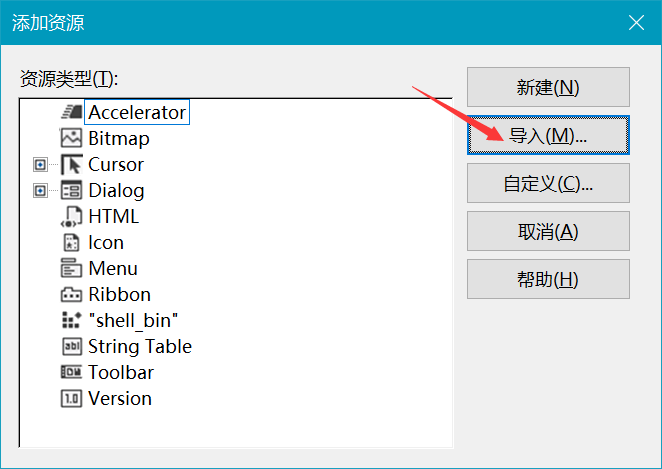 添加资源
资源类型(T):
Accelerator
Bitmap
Cursor
Dialog
HTML
Icon
Menu
Ribbon
"shell_bin"
String Table
Toolbar
Version
新建(N)
导入(M)...
自定义(C)...
取消(A)
帮助(H)